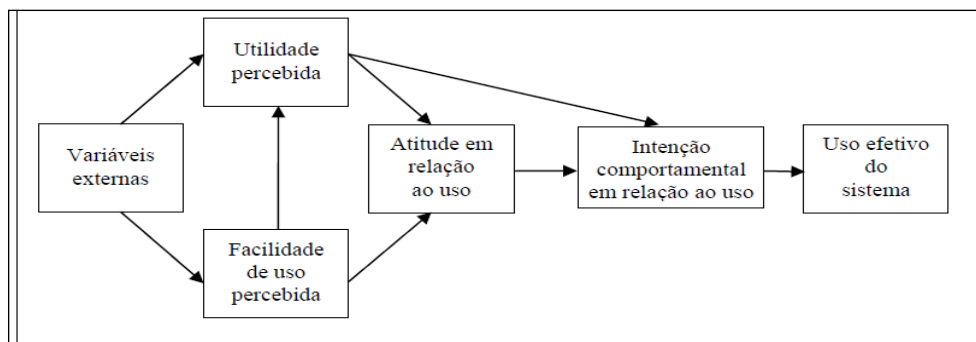 Utilidade
percebida
Variáveis
externas
Facilidade
de uso
percebida
Atitude em
relação
ao uso
Intenção
comportamental
em relação ao uso
Uso efetivo
do
sistema